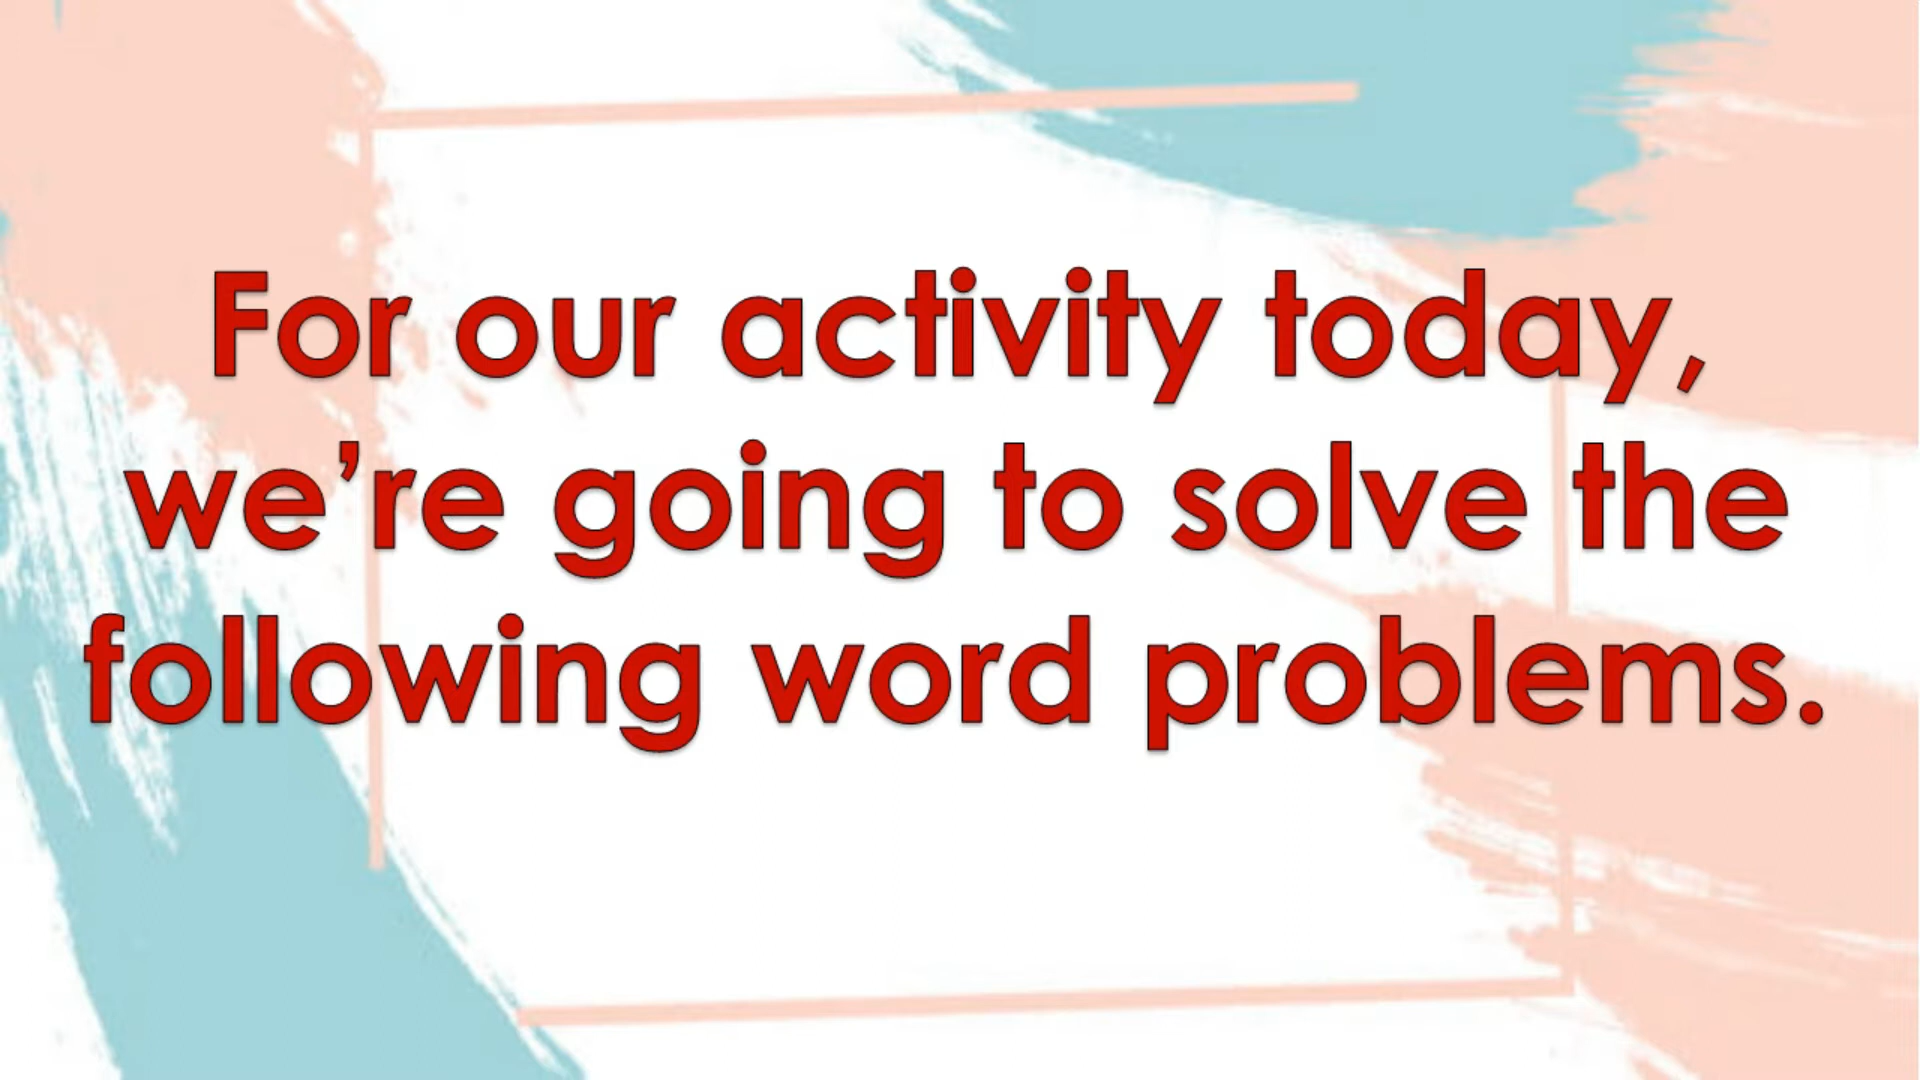 For our activity today,
we’re going to solve the
following word problems.